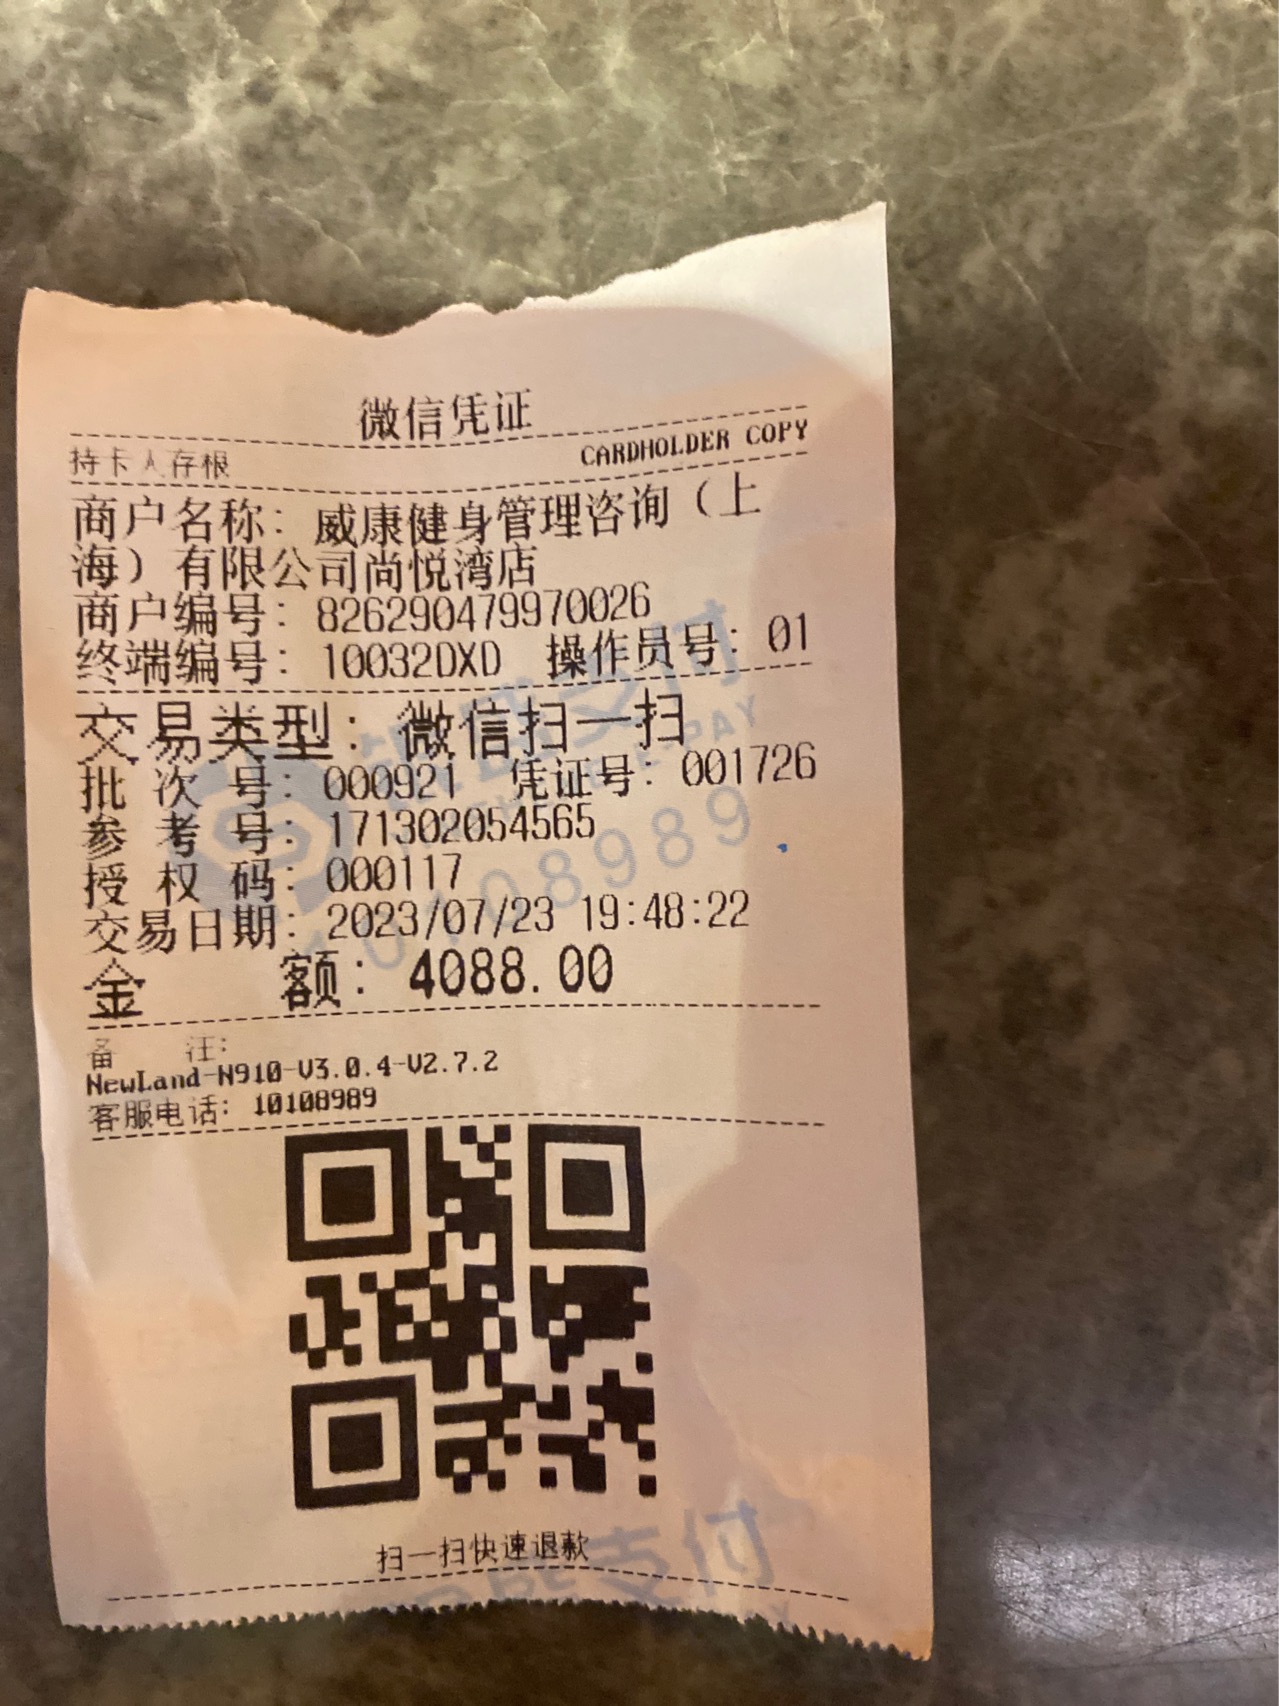 微信凭证
持卡人存根 CARDHOLDER COPY
商户名称：威康健身管理咨询（上
海）有限公司尚悦湾店
商户编号：826290479970026
终端编号：10032DXD 操作员号：01
交易类型：微信扫一扫
批次号：000921 凭证号：001726
参考号：171302054565
授权码：000117
交易日期：2023/07/23 19:48:22
金额：4088.00
备注：
NewLand-N910-V3.0.4-V2.7.2
客服电话：10108989
扫一扫快速退款
支付
10108989
支付